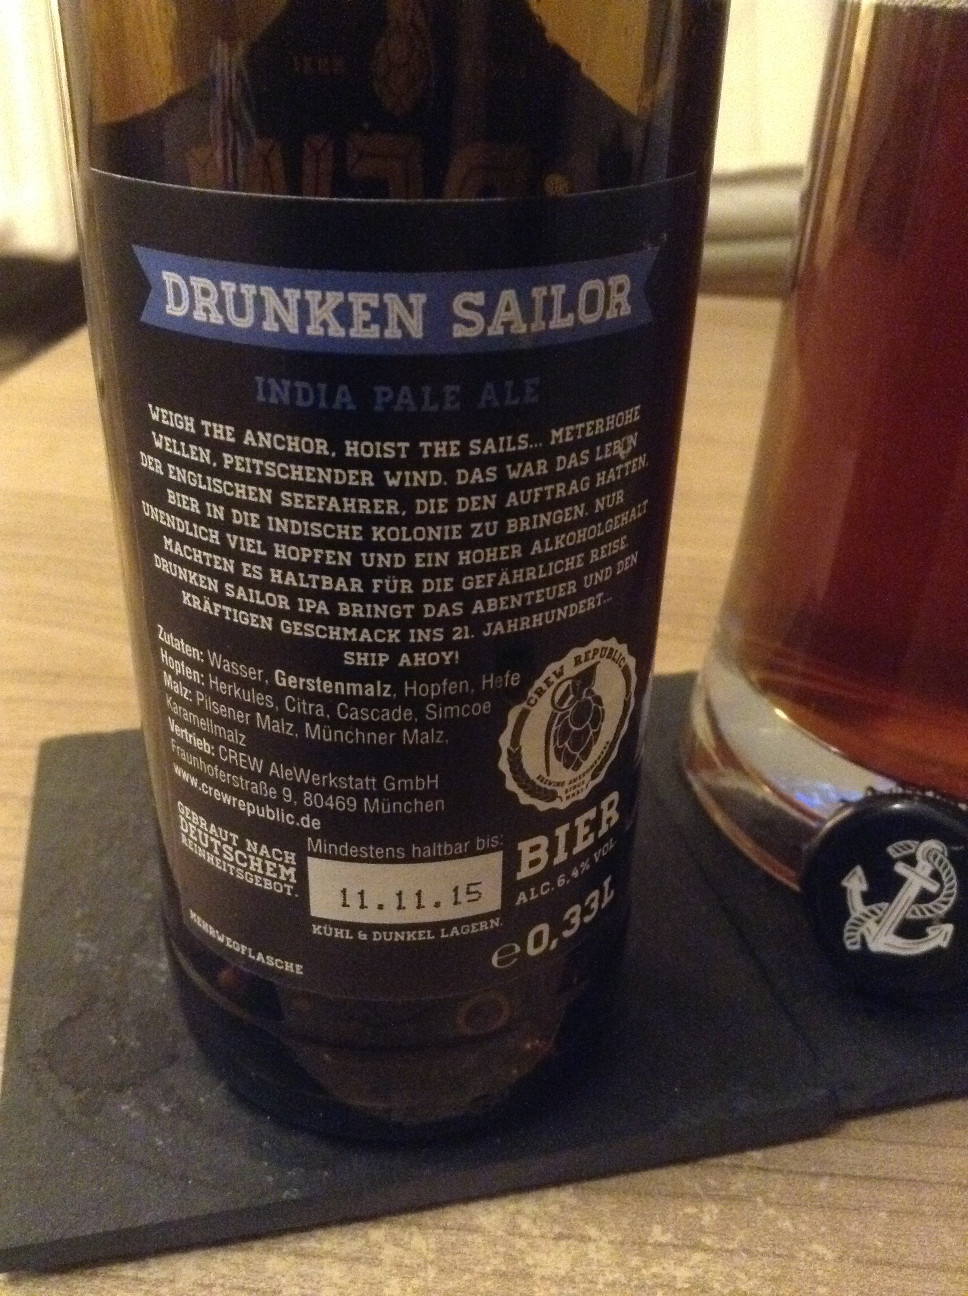 DRUNKEN SAILOR
INDIA PALE ALE
WEIGH THE ANCHOR, HOIST THE SAILS... METERHOHE
WELLEN, PEITSCHENDER WIND. DAS WAR DAS LEBEN
DER ENGLISCHEN SEEFAHRER, DIE DEN AUFTRAG HATTEN,
BIER IN DIE INDISCHE KOLONIE ZU BRINGEN. NUR
UNENDLICH VIEL HOPFEN UND EIN HOHER ALKOHOLGEHALT
MACHTEN ES HALTBAR FÜR DIE GEFÄHRLICHE REISE.
DRUNKEN SAILOR IPA BRINGT DAS ABENTEUER UND DEN
KRÄFTIGEN GESCHMACK INS 21. JAHRHUNDERT...
SHIP AHOY!
Zutaten: Wasser, Gerstenmalz, Hopfen, Hefe
Hopfen: Herkules, Citra, Cascade, Simcoe
Malz: Pilsener Malz, Münchner Malz,
Karamellmalz
Vertrieb: CREW AleWerkstatt GmbH
Fraunhoferstraße 9, 80469 München
www.crewrepublic.de
CREW REPUBLIC
GEBRAUT NACH
DEUTSCHEM
REINHEITSGEBOT.
Mindestens haltbar bis:
11.11.15
KÜHL & DUNKEL LAGERN.
BIER
ALC. 6,4% VOL.
e 0,33L
MEHRWEGFLASCHE